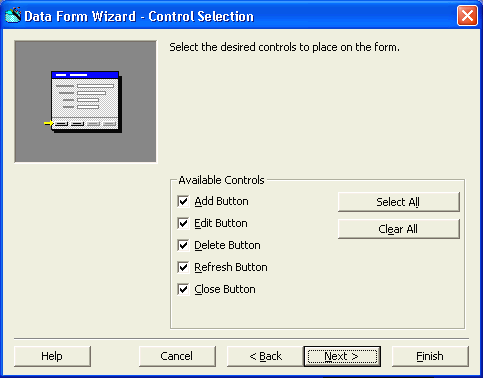 Data Form Wizard - Control Selection
Select the desired controls to place on the form.
Available Controls
Add Button
Edit Button
Delete Button
Refresh Button
Close Button
Select All
Clear All
Help
Cancel
< Back
Next >
Finish